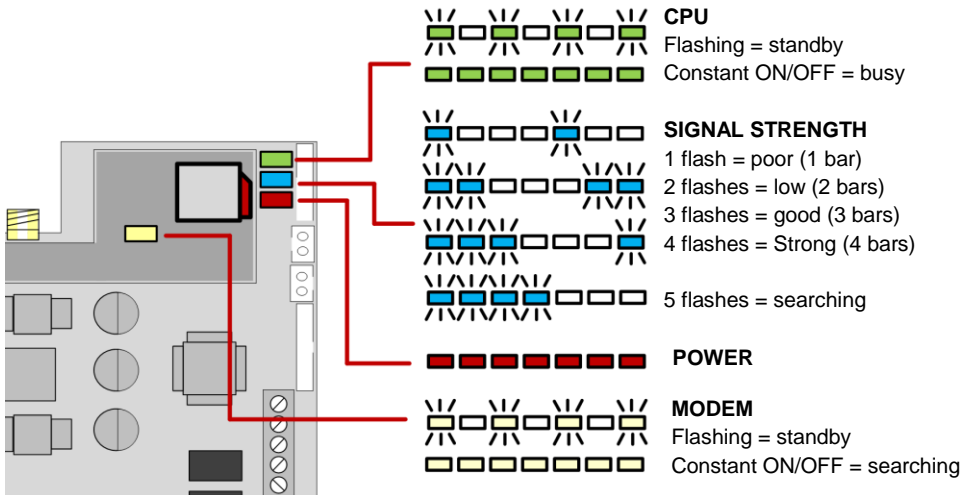 CPU
Flashing = standby
Constant ON/OFF = busy
SIGNAL STRENGTH
1 flash = poor (1 bar)
2 flashes = low (2 bars)
3 flashes = good (3 bars)
4 flashes = Strong (4 bars)
5 flashes = searching
POWER
MODEM
Flashing = standby
Constant ON/OFF = searching